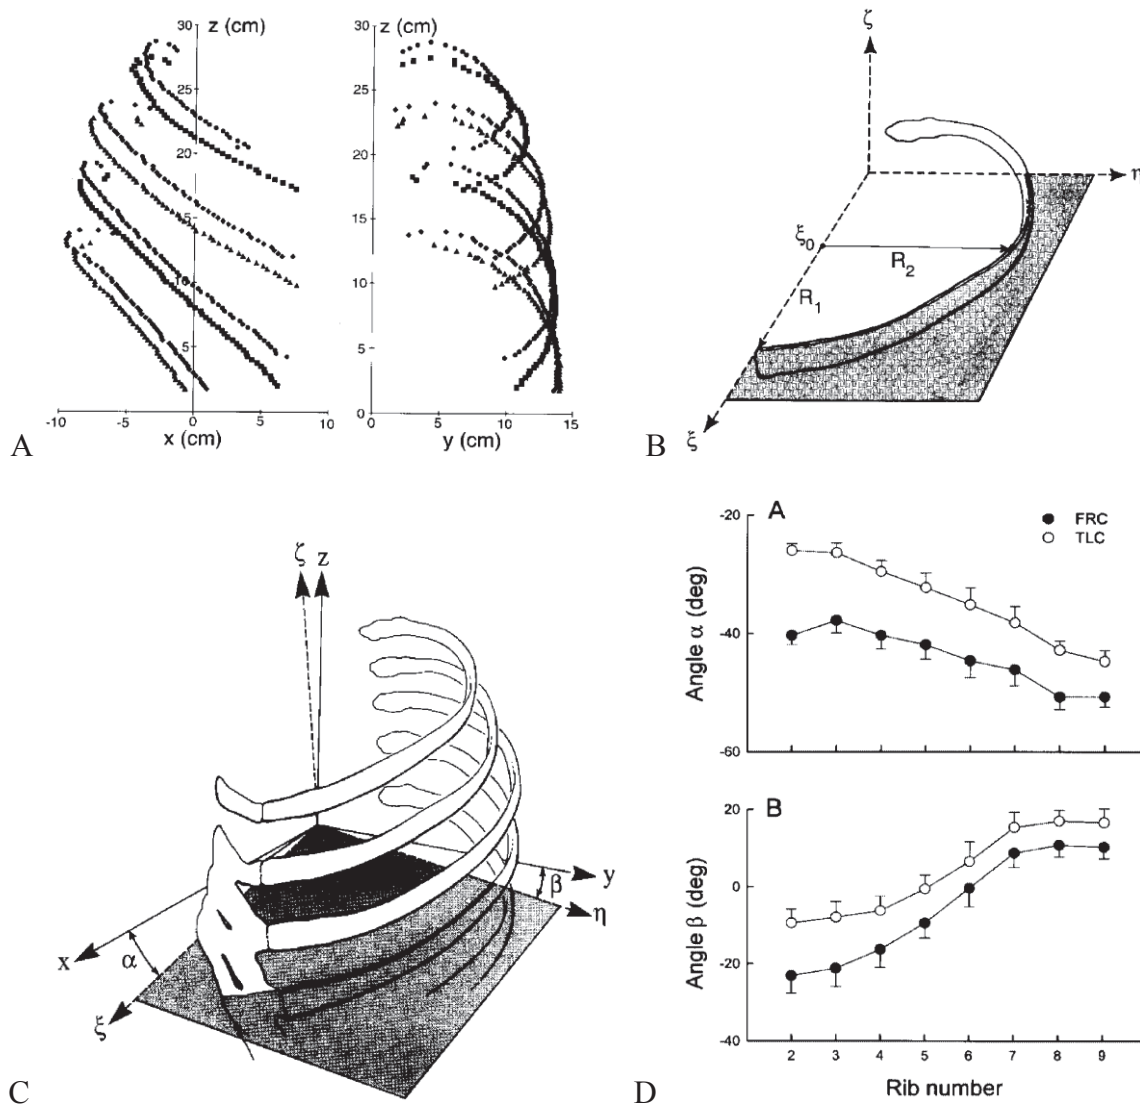 z (cm)
30
25
20
15
10
5
0
-10
-5
0
5
10
x (cm)
A
z (cm)
30
25
20
15
10
5
0
0
5
10
15
y (cm)
ζ
η
ξ₀
R₂
R₁
ξ
B
ζ z
β
y
η
x
α
ξ
C
A
FRC
TLC
-20
-40
-60
Angle α (deg)
B
20
0
-20
-40
Angle β (deg)
2 3 4 5 6 7 8 9
Rib number
D